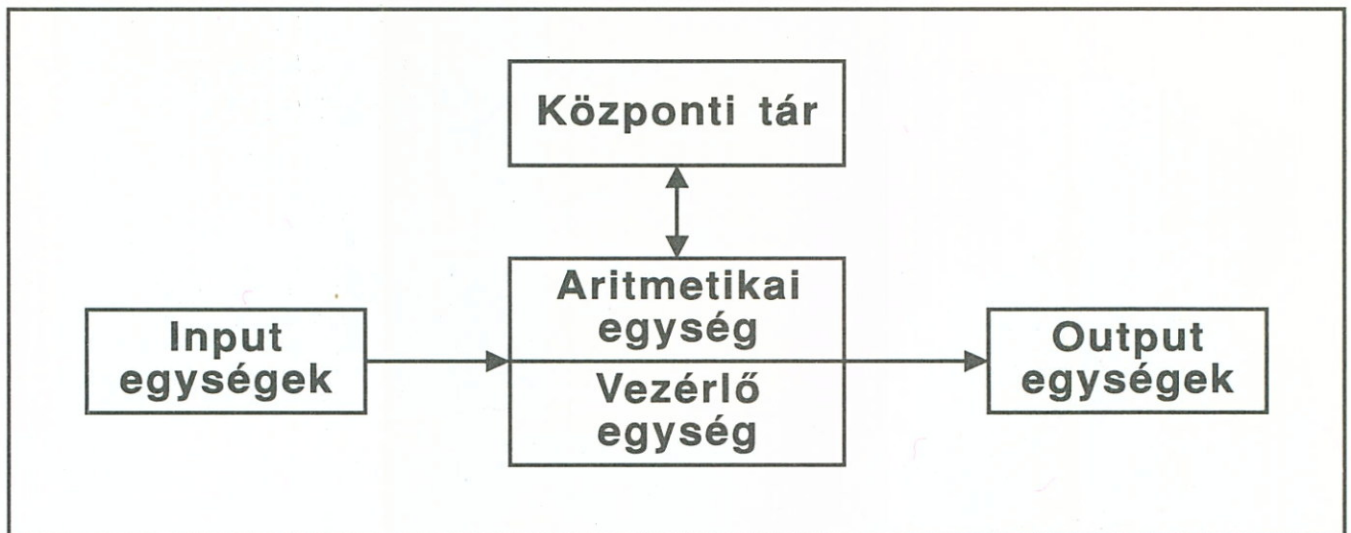 Központi tár
Aritmetikai
egység
Input
egységek
Vezérlő
egység
Output
egységek